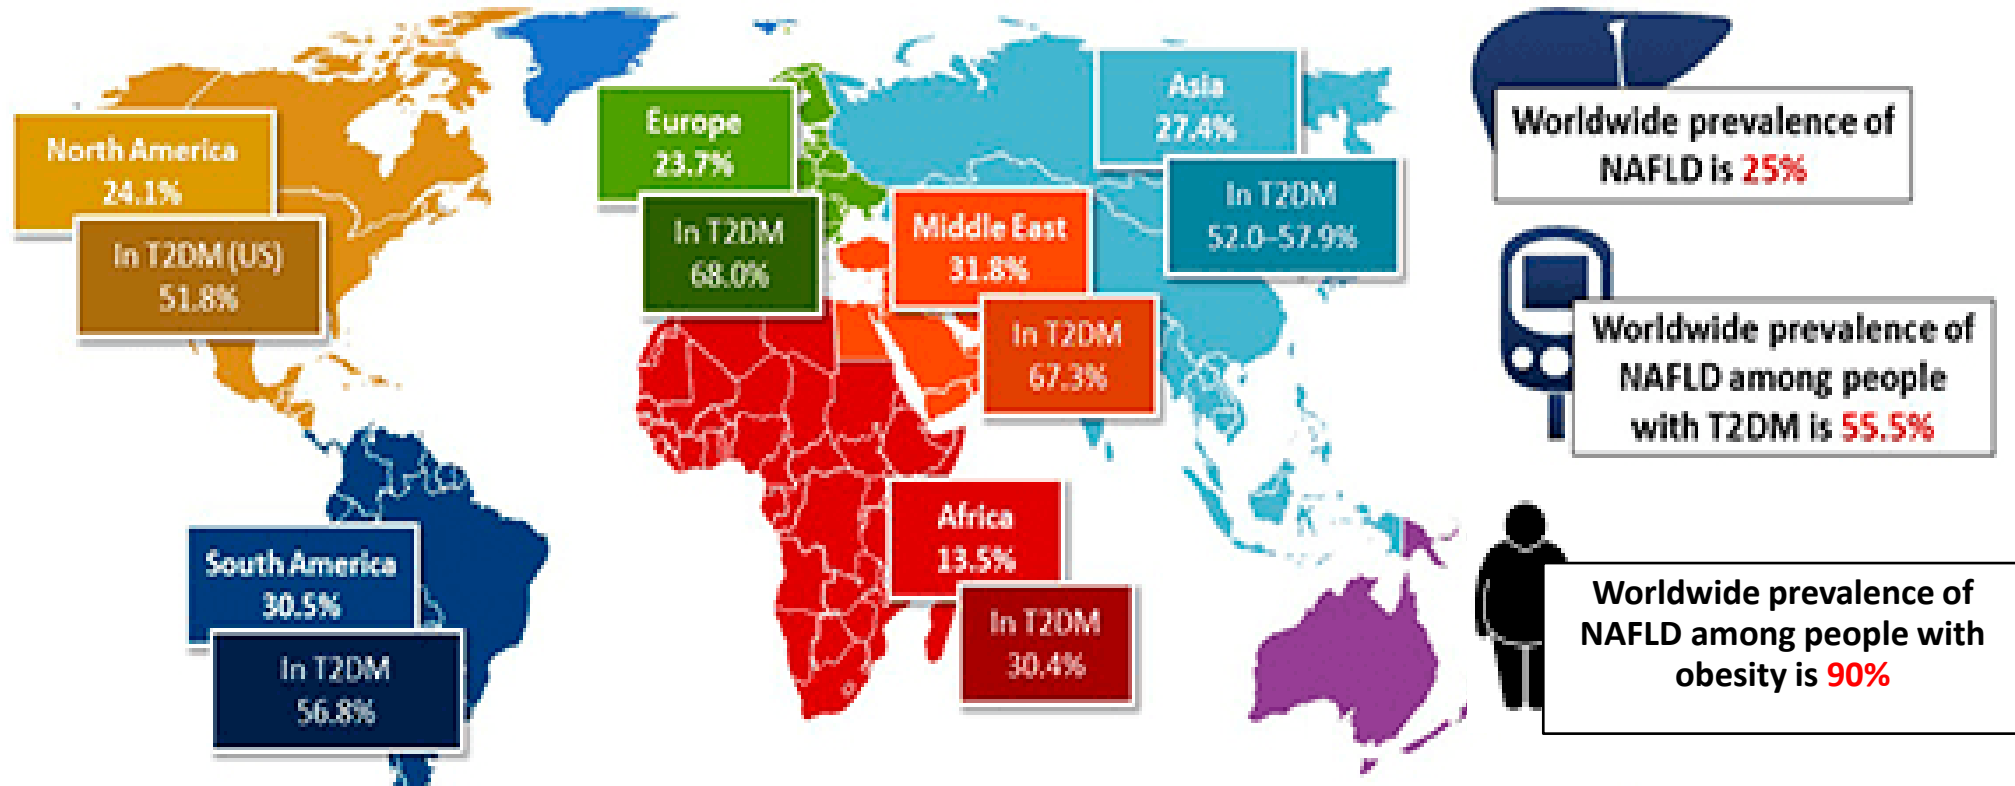 North America
24.1%
In T2DM (US)
51.8%
South America
30.5%
In T2DM
56.8%
Europe
23.7%
In T2DM
68.0%
Middle East
31.8%
In T2DM
67.3%
Africa
13.5%
In T2DM
30.4%
Asia
27.4%
In T2DM
52.0–57.9%
Worldwide prevalence of
NAFLD is 25%
Worldwide prevalence of
NAFLD among people
with T2DM is 55.5%
Worldwide prevalence of
NAFLD among people with
obesity is 90%